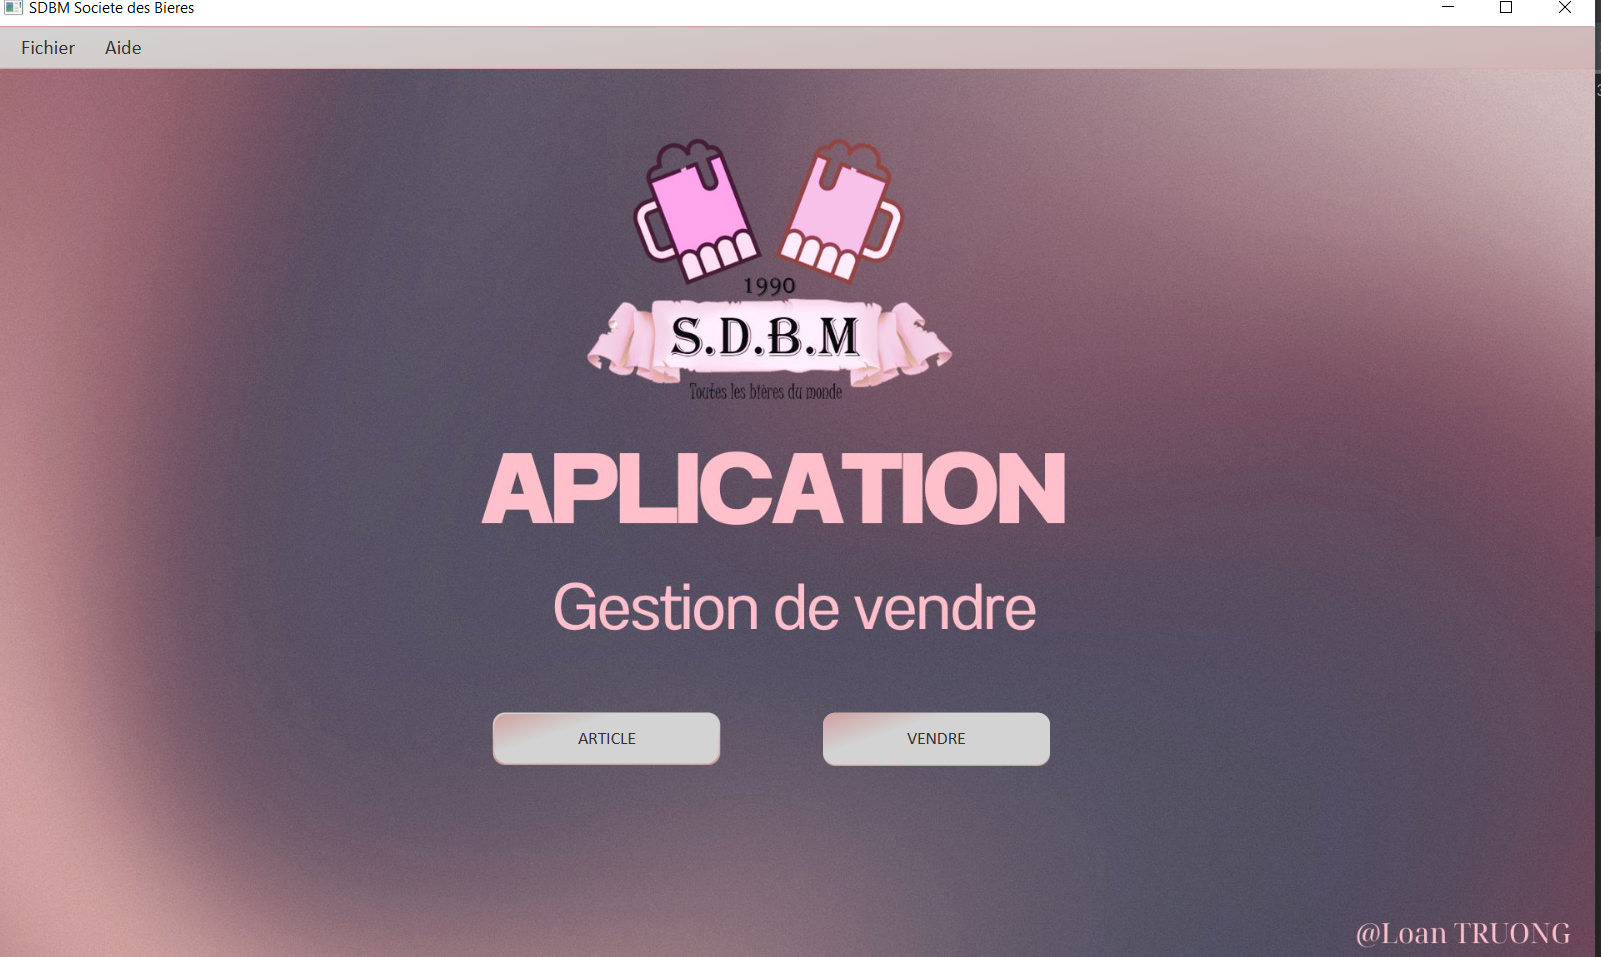 SDBM Societe des Bieres
Fichier Aide
1990
S.D.B.M
Toutes les bières du monde
APLICATION
Gestion de vendre
ARTICLE VENDRE
@Loan TRUONG